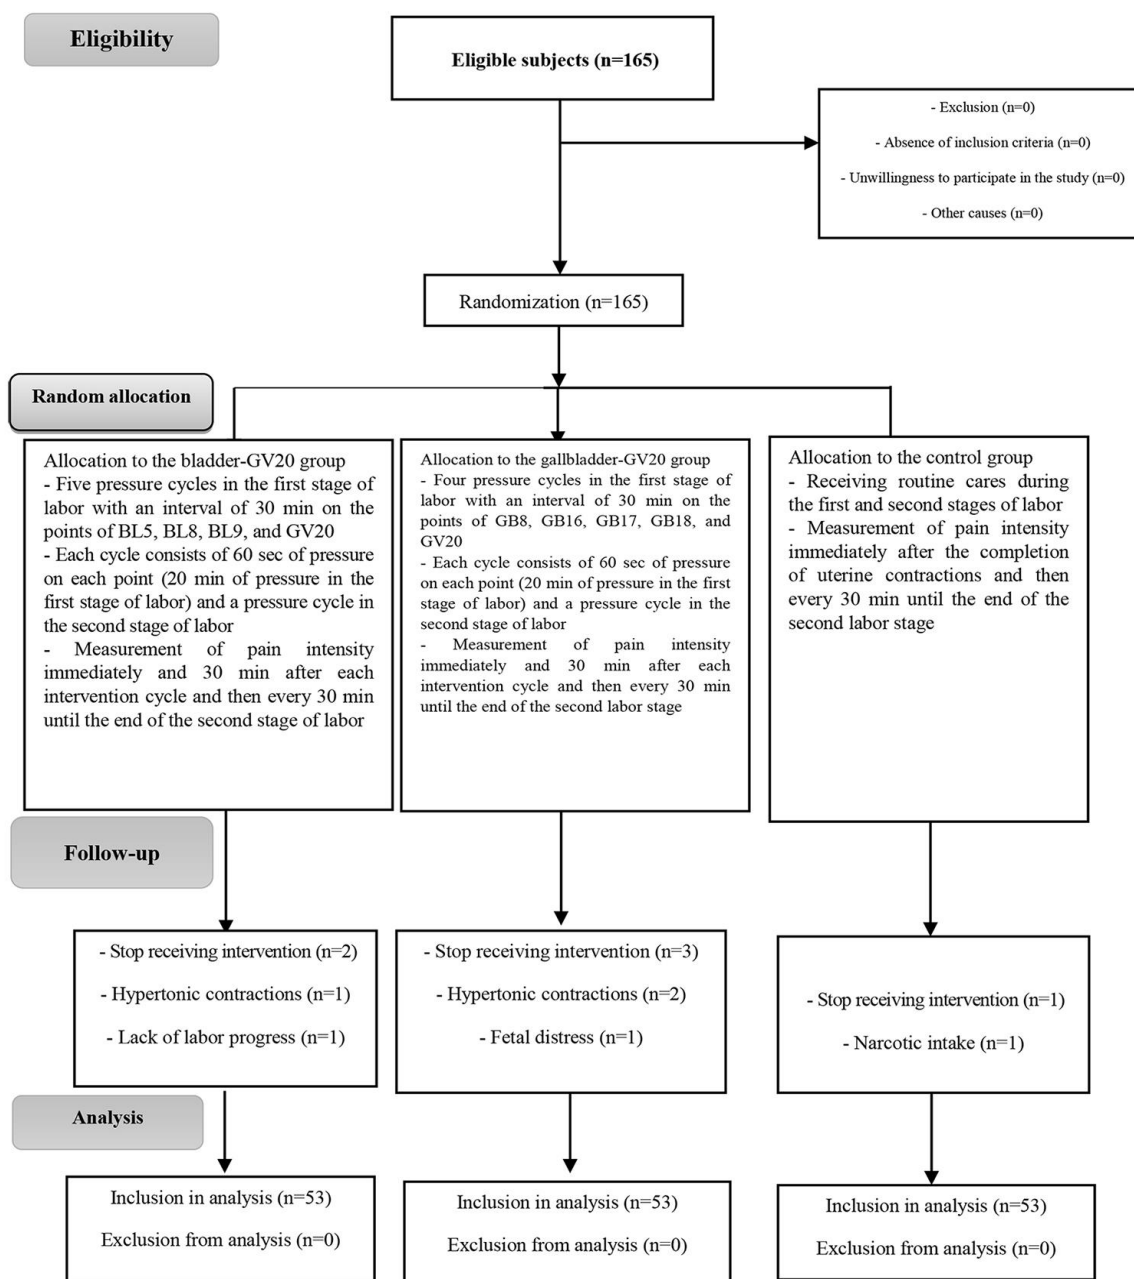 Eligibility
Eligible subjects (n=165)
- Exclusion (n=0)
- Absence of inclusion criteria (n=0)
- Unwillingness to participate in the study (n=0)
- Other causes (n=0)
Randomization (n=165)
Random allocation
Allocation to the bladder-GV20 group
- Five pressure cycles in the first stage of
labor with an interval of 30 min on the
points of BL5, BL8, BL9, and GV20
- Each cycle consists of 60 sec of pressure
on each point (20 min of pressure in the
first stage of labor) and a pressure cycle in
the second stage of labor
- Measurement of pain intensity
immediately and 30 min after each
intervention cycle and then every 30 min
until the end of the second stage of labor
Allocation to the gallbladder-GV20 group
- Four pressure cycles in the first stage of
labor with an interval of 30 min on the
points of GB8, GB16, GB17, GB18, and
GV20
- Each cycle consists of 60 sec of pressure
on each point (20 min of pressure in the first
stage of labor) and a pressure cycle in the
second stage of labor
- Measurement of pain intensity
immediately and 30 min after each
intervention cycle and then every 30 min
until the end of the second labor stage
Allocation to the control group
- Receiving routine cares during
the first and second stages of labor
- Measurement of pain intensity
immediately after the completion
of uterine contractions and then
every 30 min until the end of the
second labor stage
Follow-up
- Stop receiving intervention (n=2)
- Hypertonic contractions (n=1)
- Lack of labor progress (n=1)
- Stop receiving intervention (n=3)
- Hypertonic contractions (n=2)
- Fetal distress (n=1)
- Stop receiving intervention (n=1)
- Narcotic intake (n=1)
Analysis
Inclusion in analysis (n=53)
Exclusion from analysis (n=0)
Inclusion in analysis (n=53)
Exclusion from analysis (n=0)
Inclusion in analysis (n=53)
Exclusion from analysis (n=0)